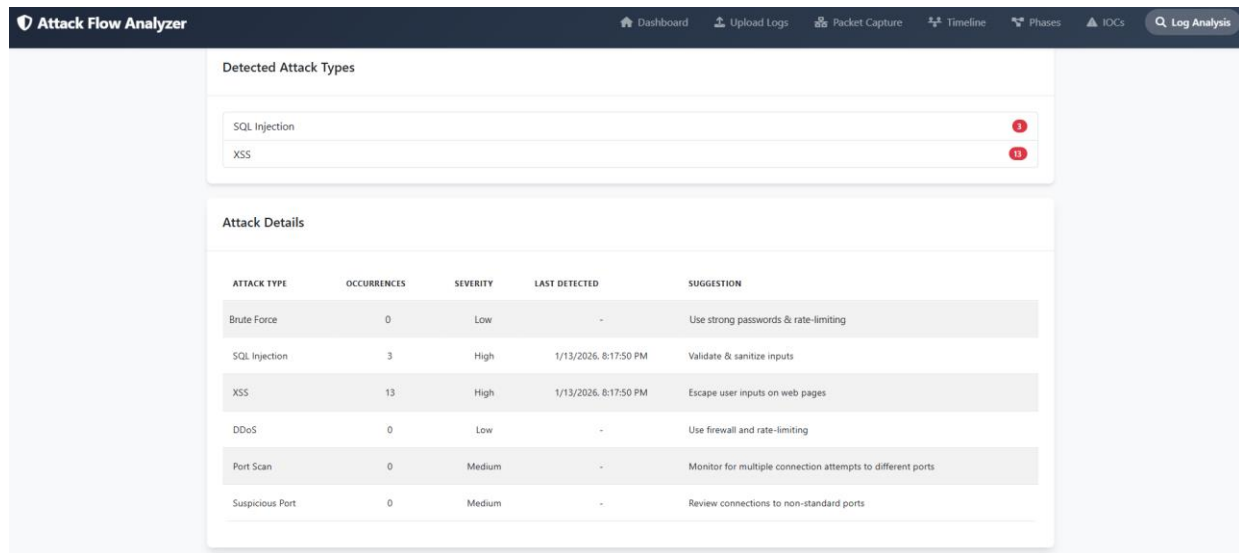 Attack Flow Analyzer Dashboard Upload Logs Packet Capture Timeline Phases IOCs Log Analysis
Detected Attack Types
SQL Injection 3
XSS 13
Attack Details
ATTACK TYPE OCCURRENCES SEVERITY LAST DETECTED SUGGESTION
Brute Force 0 Low - Use strong passwords & rate-limiting
SQL Injection 3 High 1/13/2026, 8:17:50 PM Validate & sanitize inputs
XSS 13 High 1/13/2026, 8:17:50 PM Escape user inputs on web pages
DDoS 0 Low - Use firewall and rate-limiting
Port Scan 0 Medium - Monitor for multiple connection attempts to different ports
Suspicious Port 0 Medium - Review connections to non-standard ports